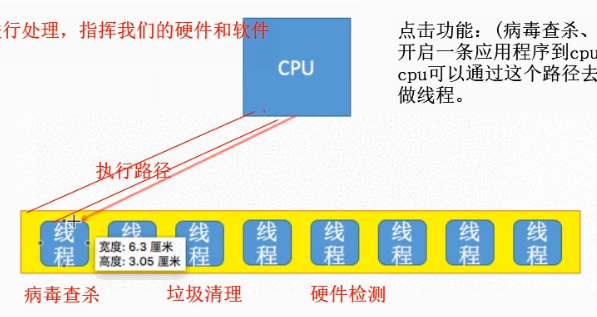 行处理，指挥我们的硬件和软件
CPU
点击功能：(病毒查杀、
开启一条应用程序到cpu
cpu可以通过这个路径去
做线程。
执行路径
线程
线程
线程
线程
线程
线程
线程
线程
宽度: 6.3 厘米
高度: 3.05 厘米
病毒查杀
垃圾清理
硬件检测